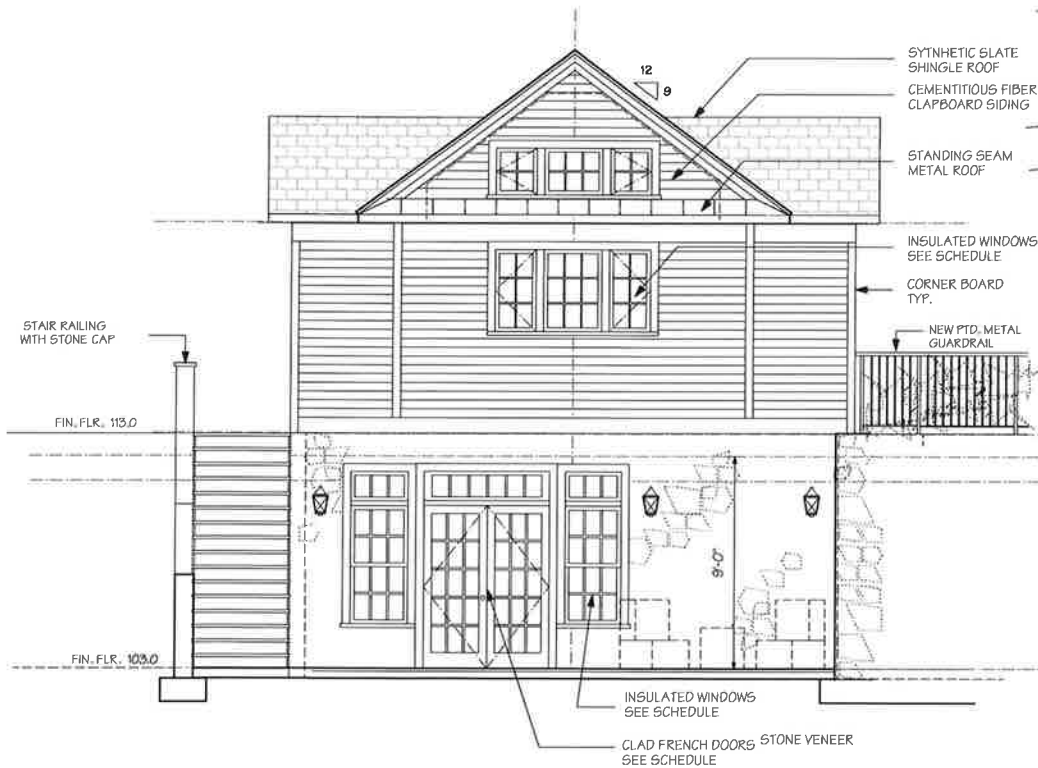 12
9
SYTNHETIC SLATE
SHINGLE ROOF
CEMENTITIOUS FIBER
CLAPBOARD SIDING
STANDING SEAM
METAL ROOF
INSULATED WINDOWS
SEE SCHEDULE
CORNER BOARD
TYP.
STAIR RAILING
WITH STONE CAP
NEW PTD. METAL
GUARDRAIL
FIN. FLR. 113.0
9'-0"
FIN. FLR. 103.0
INSULATED WINDOWS
SEE SCHEDULE
CLAD FRENCH DOORS STONE VENEER
SEE SCHEDULE